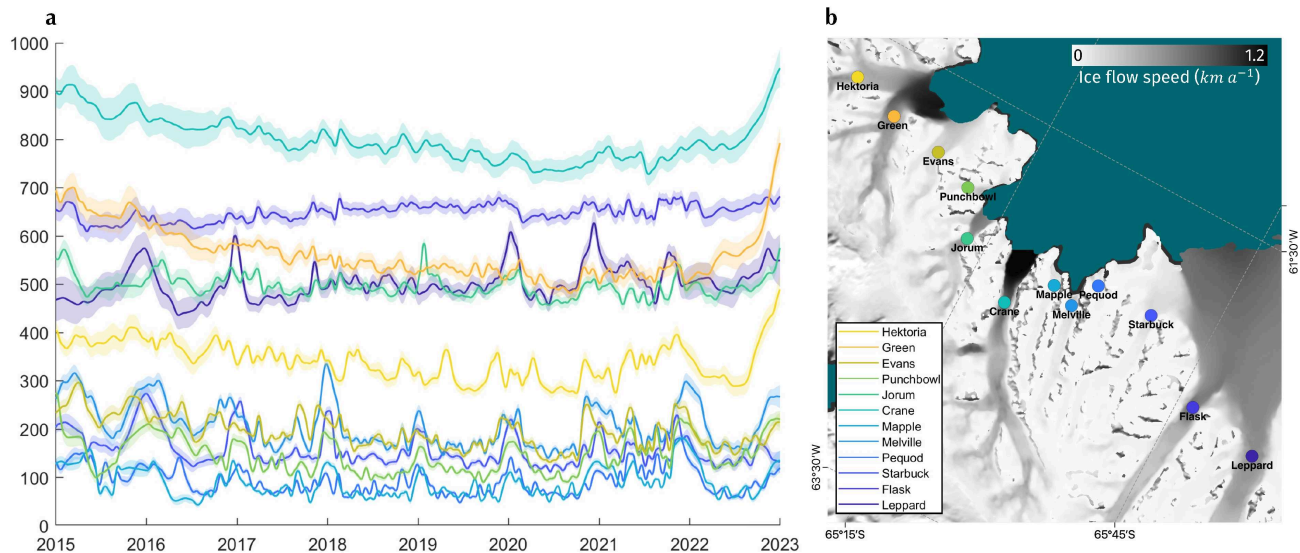 a
1000
900
800
700
600
500
400
300
200
100
0
2015
2016
2017
2018
2019
2020
2021
2022
2023
b
0
1.2
Ice flow speed (km a⁻¹)
Hektoria
Green
Evans
Punchbowl
Jorum
Crane
Mapple
Pequod
Melville
Starbuck
Flask
Leppard
Hektoria
Green
Evans
Punchbowl
Jorum
Crane
Mapple
Melville
Pequod
Starbuck
Flask
Leppard
61°30'W
63°30'W
65°15'S
65°45'S